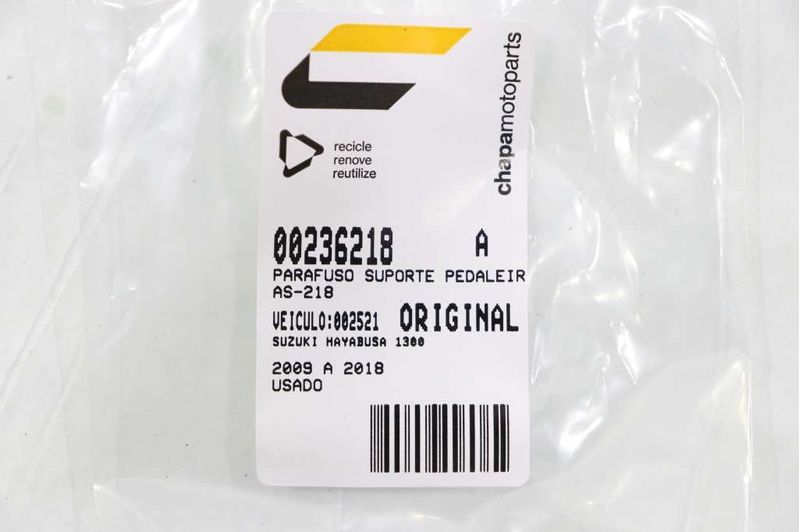 chapamotoparts
recicle
renove
reutilize
00236218 A
PARAFUSO SUPORTE PEDALEIR
AS-218
VEICULO:002521 ORIGINAL
SUZUKI HAYABUSA 1300
2009 A 2018
USADO